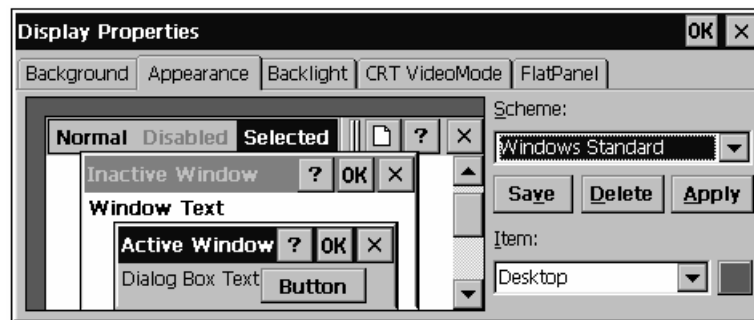 Display Properties OK ×
Background Appearance Backlight CRT VideoMode FlatPanel
Scheme:
Normal Disabled Selected ? ×
Windows Standard
Inactive Window ? OK ×
Window Text
Save Delete Apply
Active Window ? OK ×
Item:
Dialog Box Text Button
Desktop